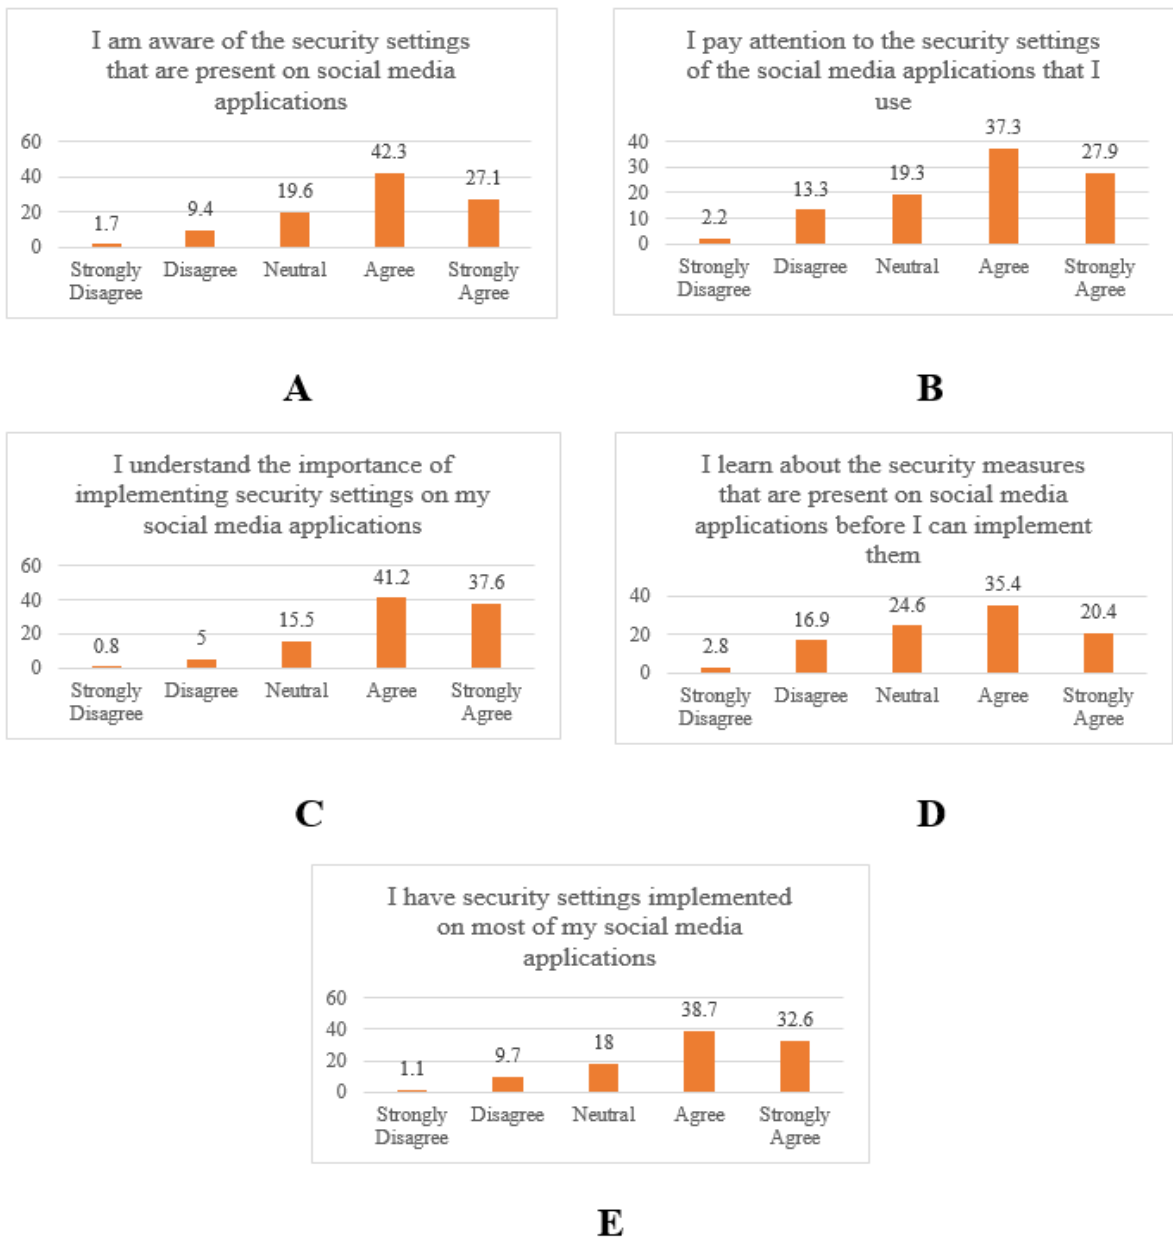 I am aware of the security settings
that are present on social media
applications
60
40
20
0
1.7
9.4
19.6
42.3
27.1
Strongly Disagree
Disagree
Neutral
Agree
Strongly Agree
A
I pay attention to the security settings
of the social media applications that I
use
40
30
20
10
0
2.2
13.3
19.3
37.3
27.9
Strongly Disagree
Disagree
Neutral
Agree
Strongly Agree
B
I understand the importance of
implementing security settings on my
social media applications
60
40
20
0
0.8
5
15.5
41.2
37.6
Strongly Disagree
Disagree
Neutral
Agree
Strongly Agree
C
I learn about the security measures
that are present on social media
applications before I can implement
them
40
20
0
2.8
16.9
24.6
35.4
20.4
Strongly Disagree
Disagree
Neutral
Agree
Strongly Agree
D
I have security settings implemented
on most of my social media
applications
60
40
20
0
1.1
9.7
18
38.7
32.6
Strongly Disagree
Disagree
Neutral
Agree
Strongly Agree
E